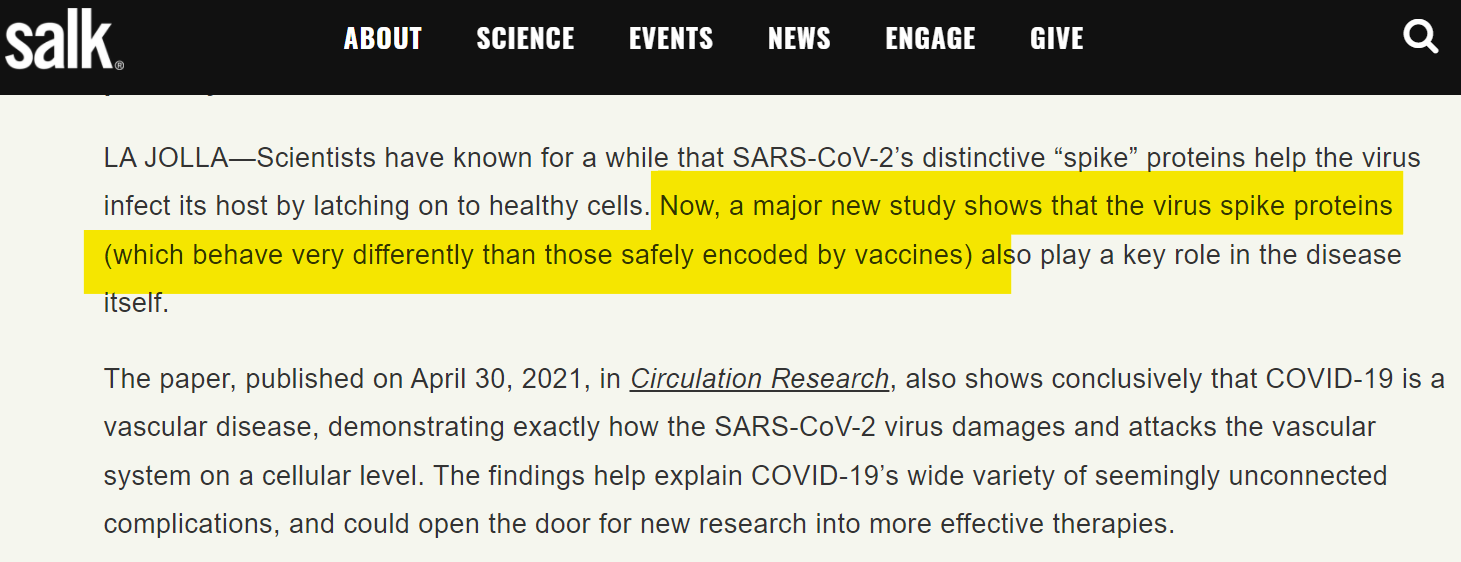 salk®
ABOUT SCIENCE EVENTS NEWS ENGAGE GIVE
LA JOLLA—Scientists have known for a while that SARS-CoV-2’s distinctive “spike” proteins help the virus
infect its host by latching on to healthy cells. Now, a major new study shows that the virus spike proteins
(which behave very differently than those safely encoded by vaccines) also play a key role in the disease
itself.
The paper, published on April 30, 2021, in Circulation Research, also shows conclusively that COVID-19 is a
vascular disease, demonstrating exactly how the SARS-CoV-2 virus damages and attacks the vascular
system on a cellular level. The findings help explain COVID-19’s wide variety of seemingly unconnected
complications, and could open the door for new research into more effective therapies.